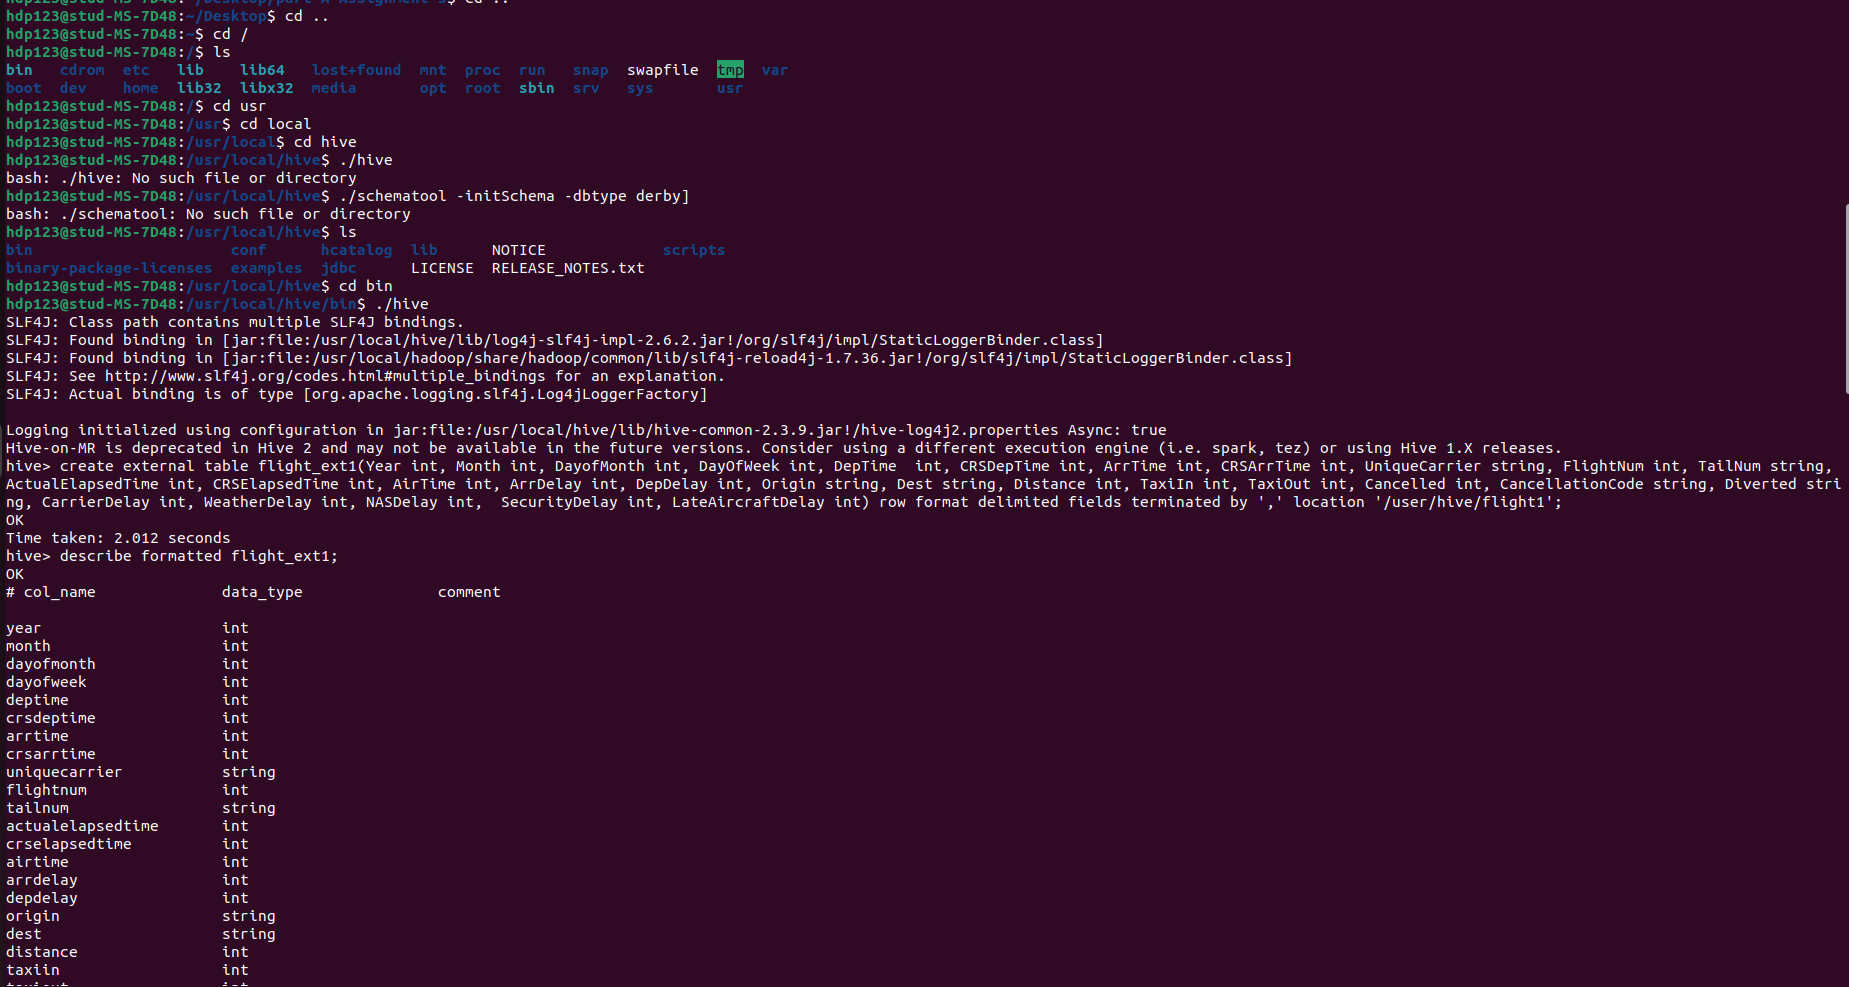 hdp123@stud-MS-7D48:~/Desktop/part-A-Assignment-3$ cd ..
hdp123@stud-MS-7D48:~/Desktop$ cd ..
hdp123@stud-MS-7D48:~$ cd /
hdp123@stud-MS-7D48:/$ ls
bin   cdrom  etc   lib    lib64   lost+found  mnt  proc  run   snap  swapfile  tmp  var
boot  dev    home  lib32  libx32  media       opt  root  sbin  srv   sys       usr
hdp123@stud-MS-7D48:/$ cd usr
hdp123@stud-MS-7D48:/usr$ cd local
hdp123@stud-MS-7D48:/usr/local$ cd hive
hdp123@stud-MS-7D48:/usr/local/hive$ ./hive
bash: ./hive: No such file or directory
hdp123@stud-MS-7D48:/usr/local/hive$ ./schematool -initSchema -dbtype derby]
bash: ./schematool: No such file or directory
hdp123@stud-MS-7D48:/usr/local/hive$ ls
bin                      conf      hcatalog  lib      NOTICE             scripts
binary-package-licenses  examples  jdbc      LICENSE  RELEASE_NOTES.txt
hdp123@stud-MS-7D48:/usr/local/hive$ cd bin
hdp123@stud-MS-7D48:/usr/local/hive/bin$ ./hive
SLF4J: Class path contains multiple SLF4J bindings.
SLF4J: Found binding in [jar:file:/usr/local/hive/lib/log4j-slf4j-impl-2.6.2.jar!/org/slf4j/impl/StaticLoggerBinder.class]
SLF4J: Found binding in [jar:file:/usr/local/hadoop/share/hadoop/common/lib/slf4j-reload4j-1.7.36.jar!/org/slf4j/impl/StaticLoggerBinder.class]
SLF4J: See http://www.slf4j.org/codes.html#multiple_bindings for an explanation.
SLF4J: Actual binding is of type [org.apache.logging.slf4j.Log4jLoggerFactory]
Logging initialized using configuration in jar:file:/usr/local/hive/lib/hive-common-2.3.9.jar!/hive-log4j2.properties Async: true
Hive-on-MR is deprecated in Hive 2 and may not be available in the future versions. Consider using a different execution engine (i.e. spark, tez) or using Hive 1.X releases.
hive> create external table flight_ext1(Year int, Month int, DayofMonth int, DayOfWeek int, DepTime  int, CRSDepTime int, ArrTime int, CRSArrTime int, UniqueCarrier string, FlightNum int, TailNum string,
ActualElapsedTime int, CRSElapsedTime int, AirTime int, ArrDelay int, DepDelay int, Origin string, Dest string, Distance int, TaxiIn int, TaxiOut int, Cancelled int, CancellationCode string, Diverted stri
ng, CarrierDelay int, WeatherDelay int, NASDelay int,  SecurityDelay int, LateAircraftDelay int) row format delimited fields terminated by ',' location '/user/hive/flight1';
OK
Time taken: 2.012 seconds
hive> describe formatted flight_ext1;
OK
# col_name              data_type               comment
year                    int
month                   int
dayofmonth              int
dayofweek               int
deptime                 int
crsdeptime              int
arrtime                 int
crsarrtime              int
uniquecarrier           string
flightnum               int
tailnum                 string
actualelapsedtime       int
crselapsedtime          int
airtime                 int
arrdelay                int
depdelay                int
origin                  string
dest                    string
distance                int
taxiin                  int
taxiout                 int